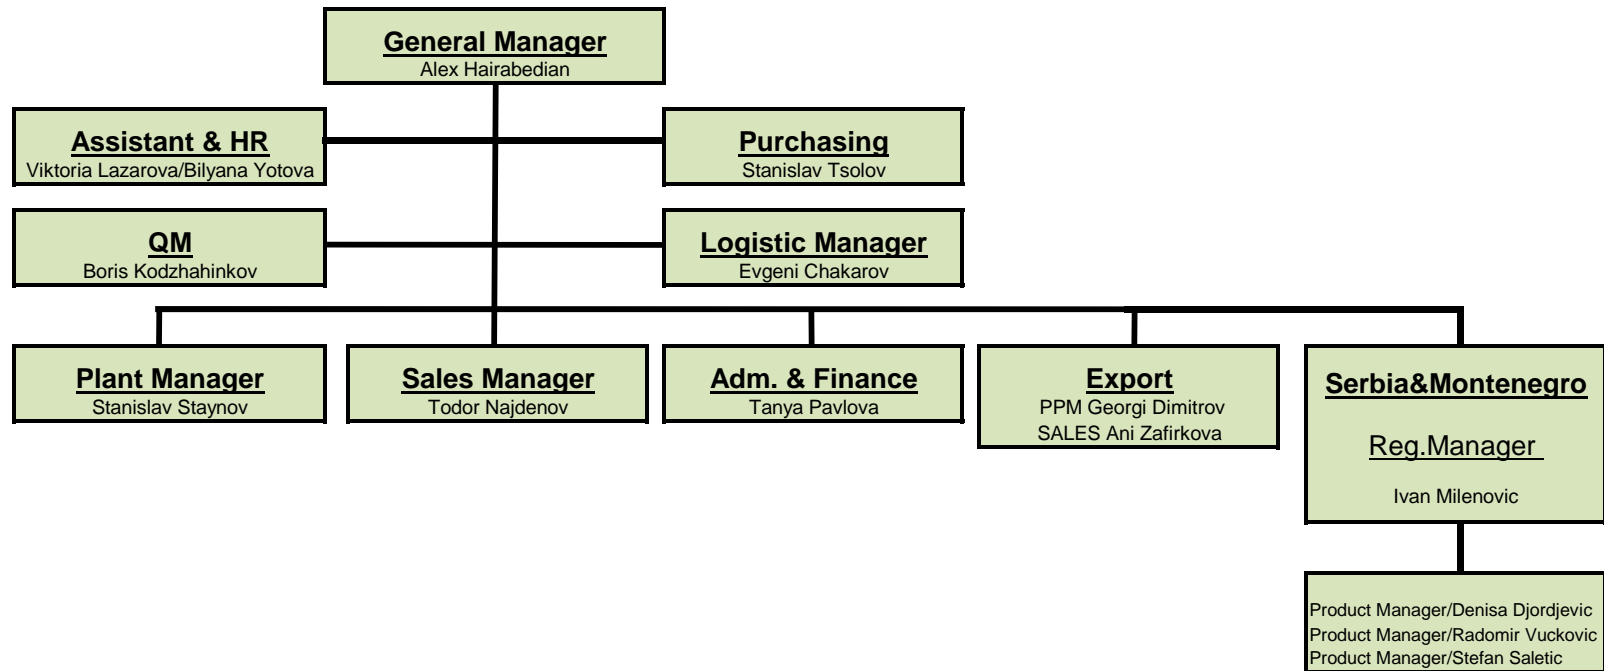 General Manager
Alex Hairabedian
Assistant & HR
Viktoria Lazarova/Bilyana Yotova
Purchasing
Stanislav Tsolov
QM
Boris Kodzhahinkov
Logistic Manager
Evgeni Chakarov
Plant Manager
Stanislav Staynov
Sales Manager
Todor Najdenov
Adm. & Finance
Tanya Pavlova
Export
PPM Georgi Dimitrov
SALES Ani Zafirkova
Serbia&Montenegro
Reg.Manager
Ivan Milenovic
Product Manager/Denisa Djordjevic
Product Manager/Radomir Vuckovic
Product Manager/Stefan Saletic